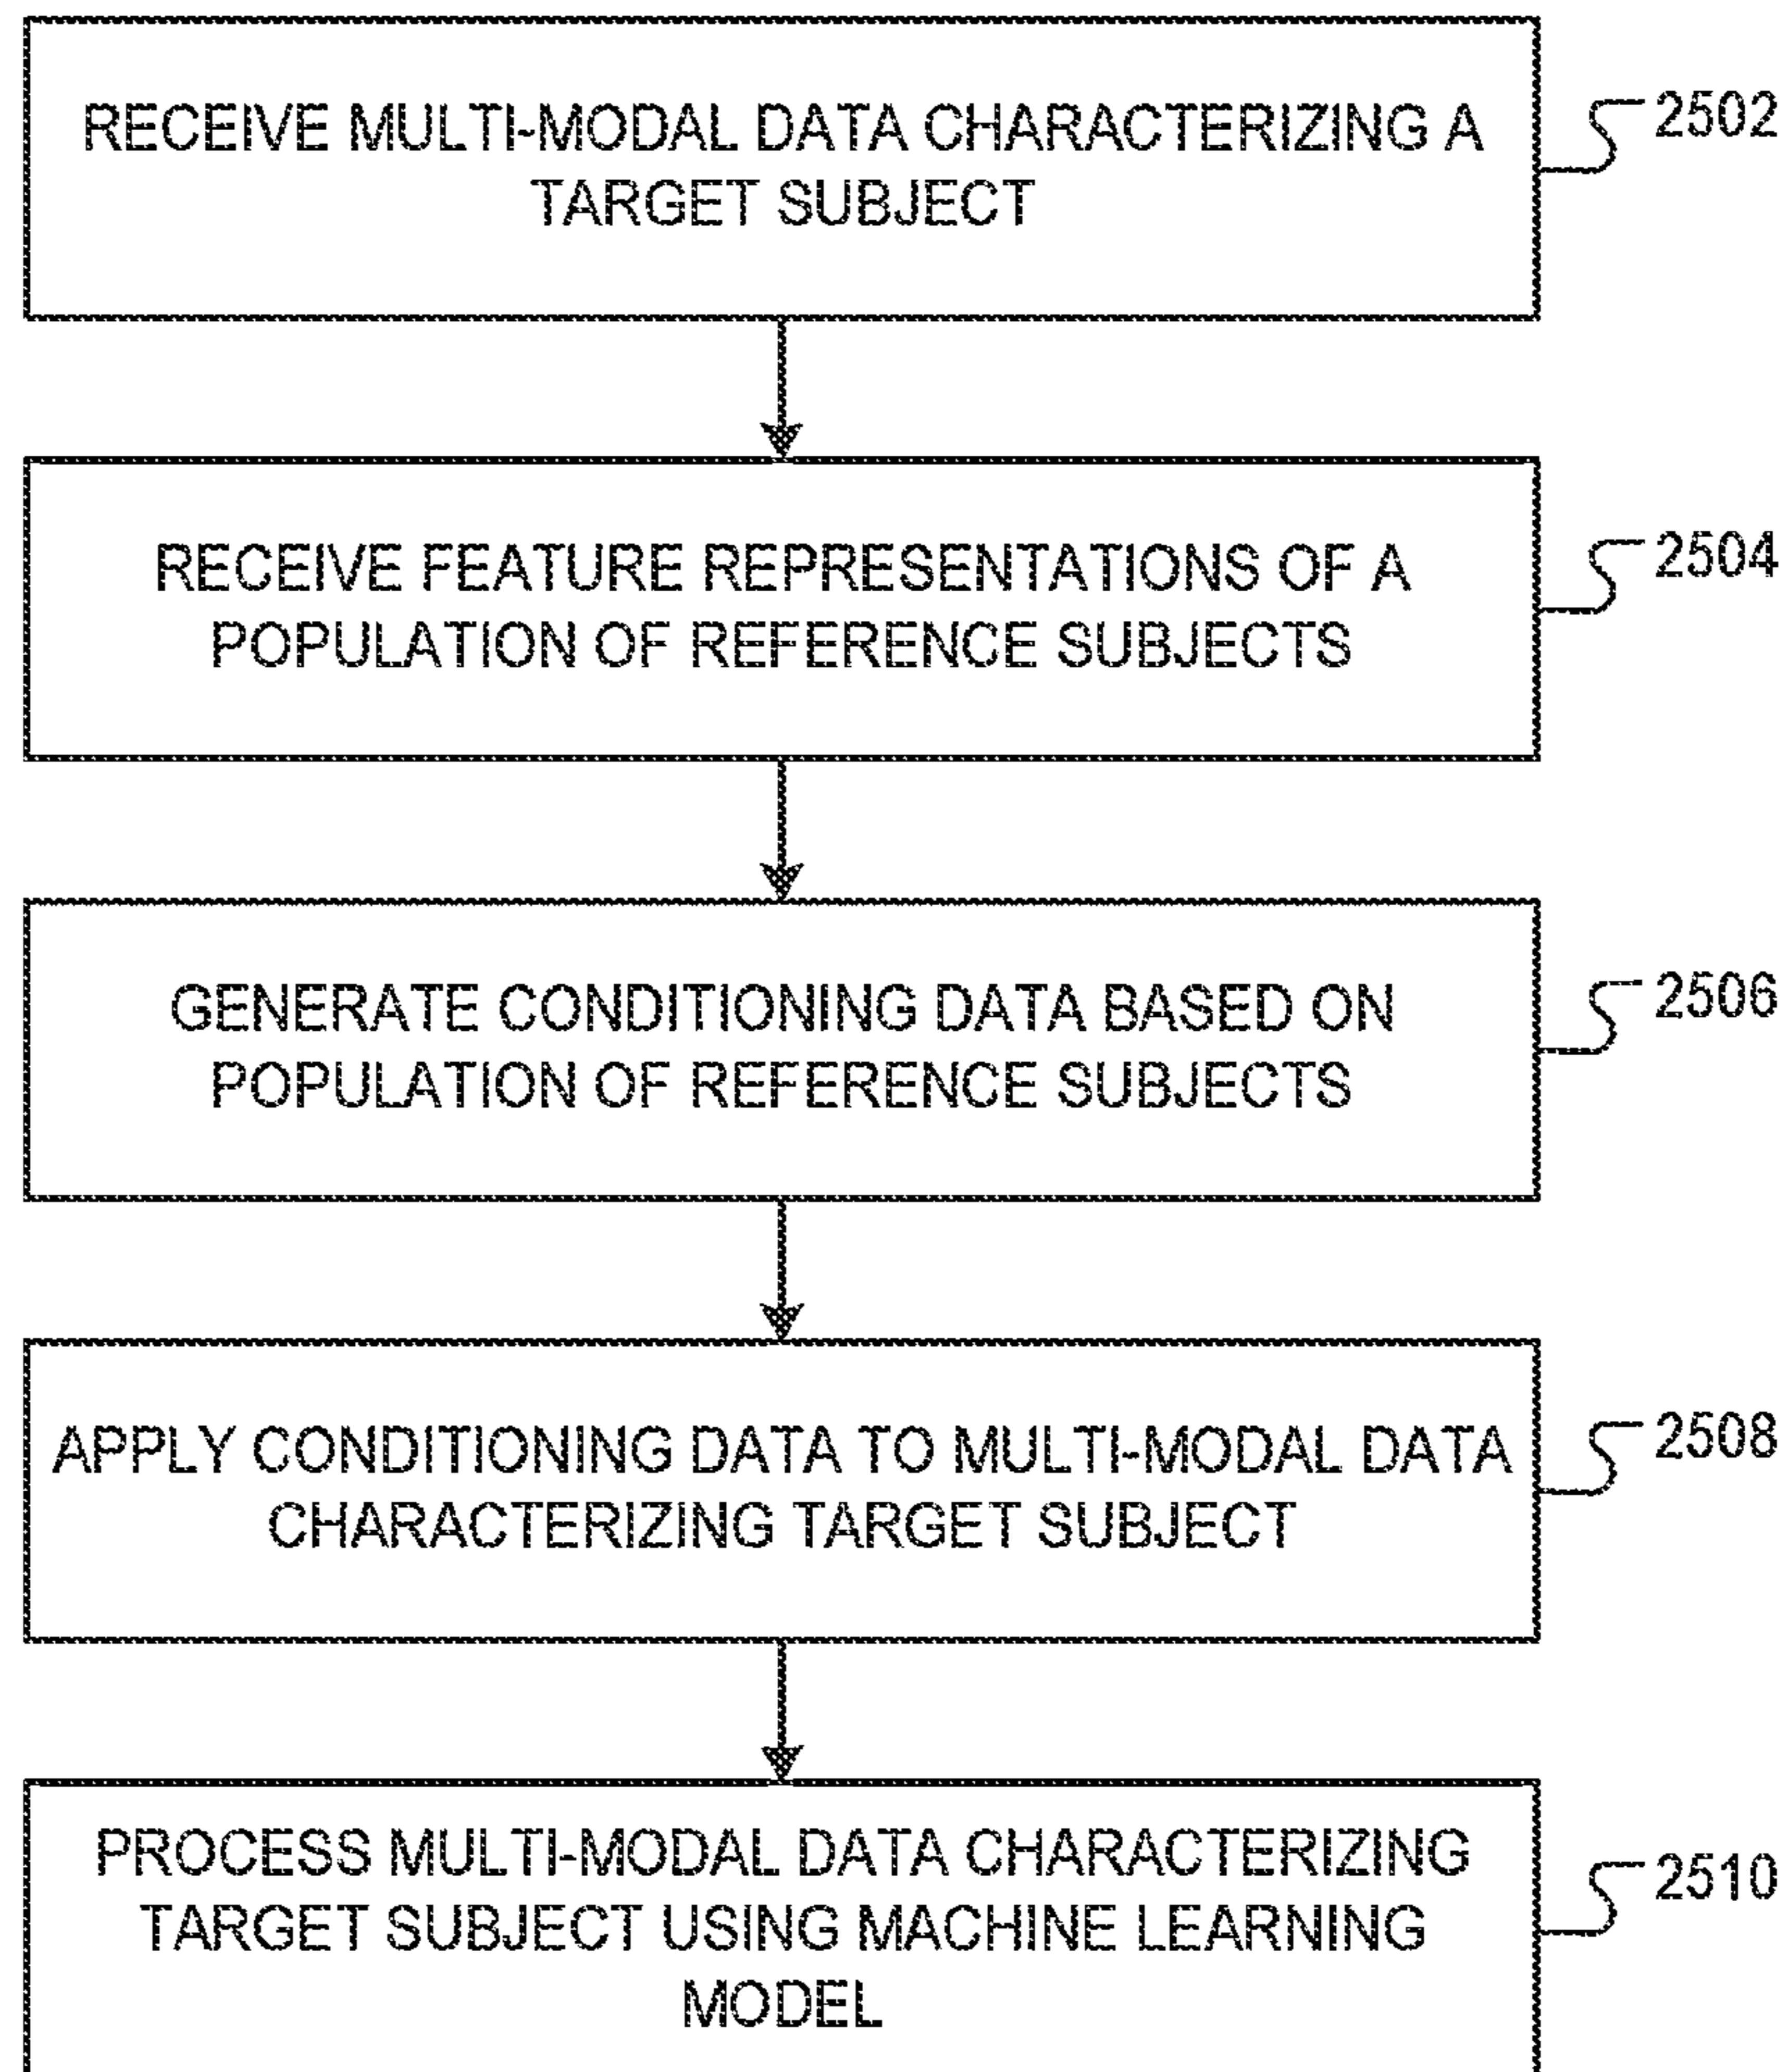 RECEIVE MULTI-MODAL DATA CHARACTERIZING A
TARGET SUBJECT
2502
RECEIVE FEATURE REPRESENTATIONS OF A
POPULATION OF REFERENCE SUBJECTS
2504
GENERATE CONDITIONING DATA BASED ON
POPULATION OF REFERENCE SUBJECTS
2506
APPLY CONDITIONING DATA TO MULTI-MODAL DATA
CHARACTERIZING TARGET SUBJECT
2508
PROCESS MULTI-MODAL DATA CHARACTERIZING
TARGET SUBJECT USING MACHINE LEARNING
MODEL
2510